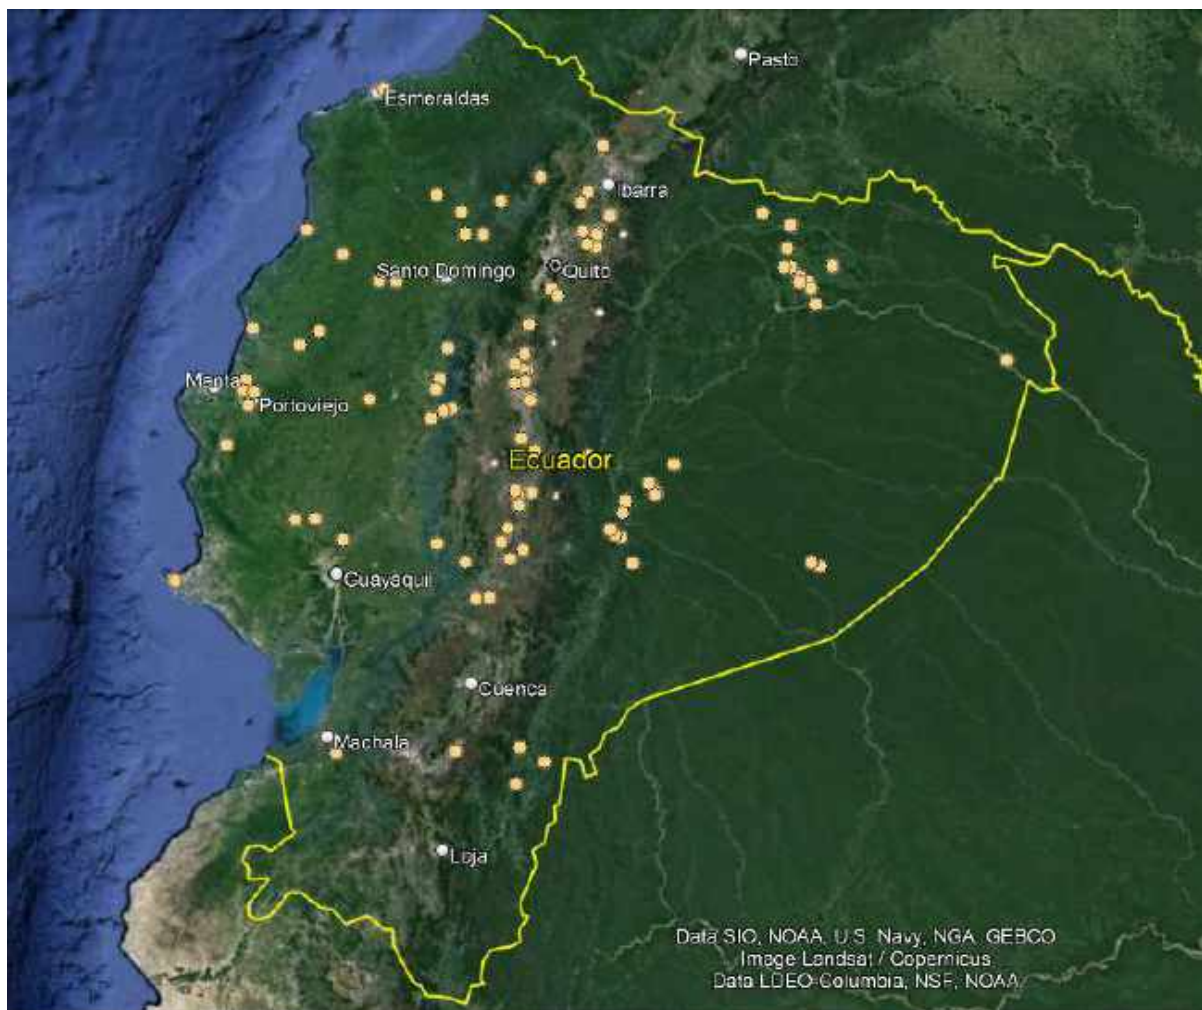 Pasto
Esmeraldas
Ibarra
Santo Domingo
Quito
Manta
Portoviejo
Ecuador
Guayaquil
Cuenca
Machala
Loja
Data SIO, NOAA, U.S. Navy, NGA, GEBCO
Image Landsat / Copernicus
Data LDEO-Columbia, NSF, NOAA